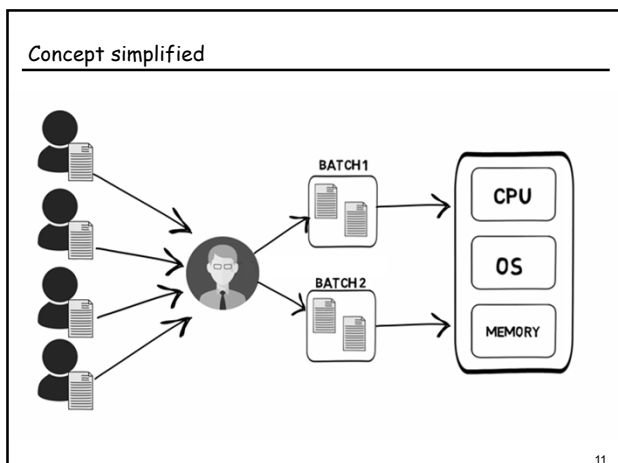 Concept simplified
BATCH1
CPU
OS
BATCH2
MEMORY
11